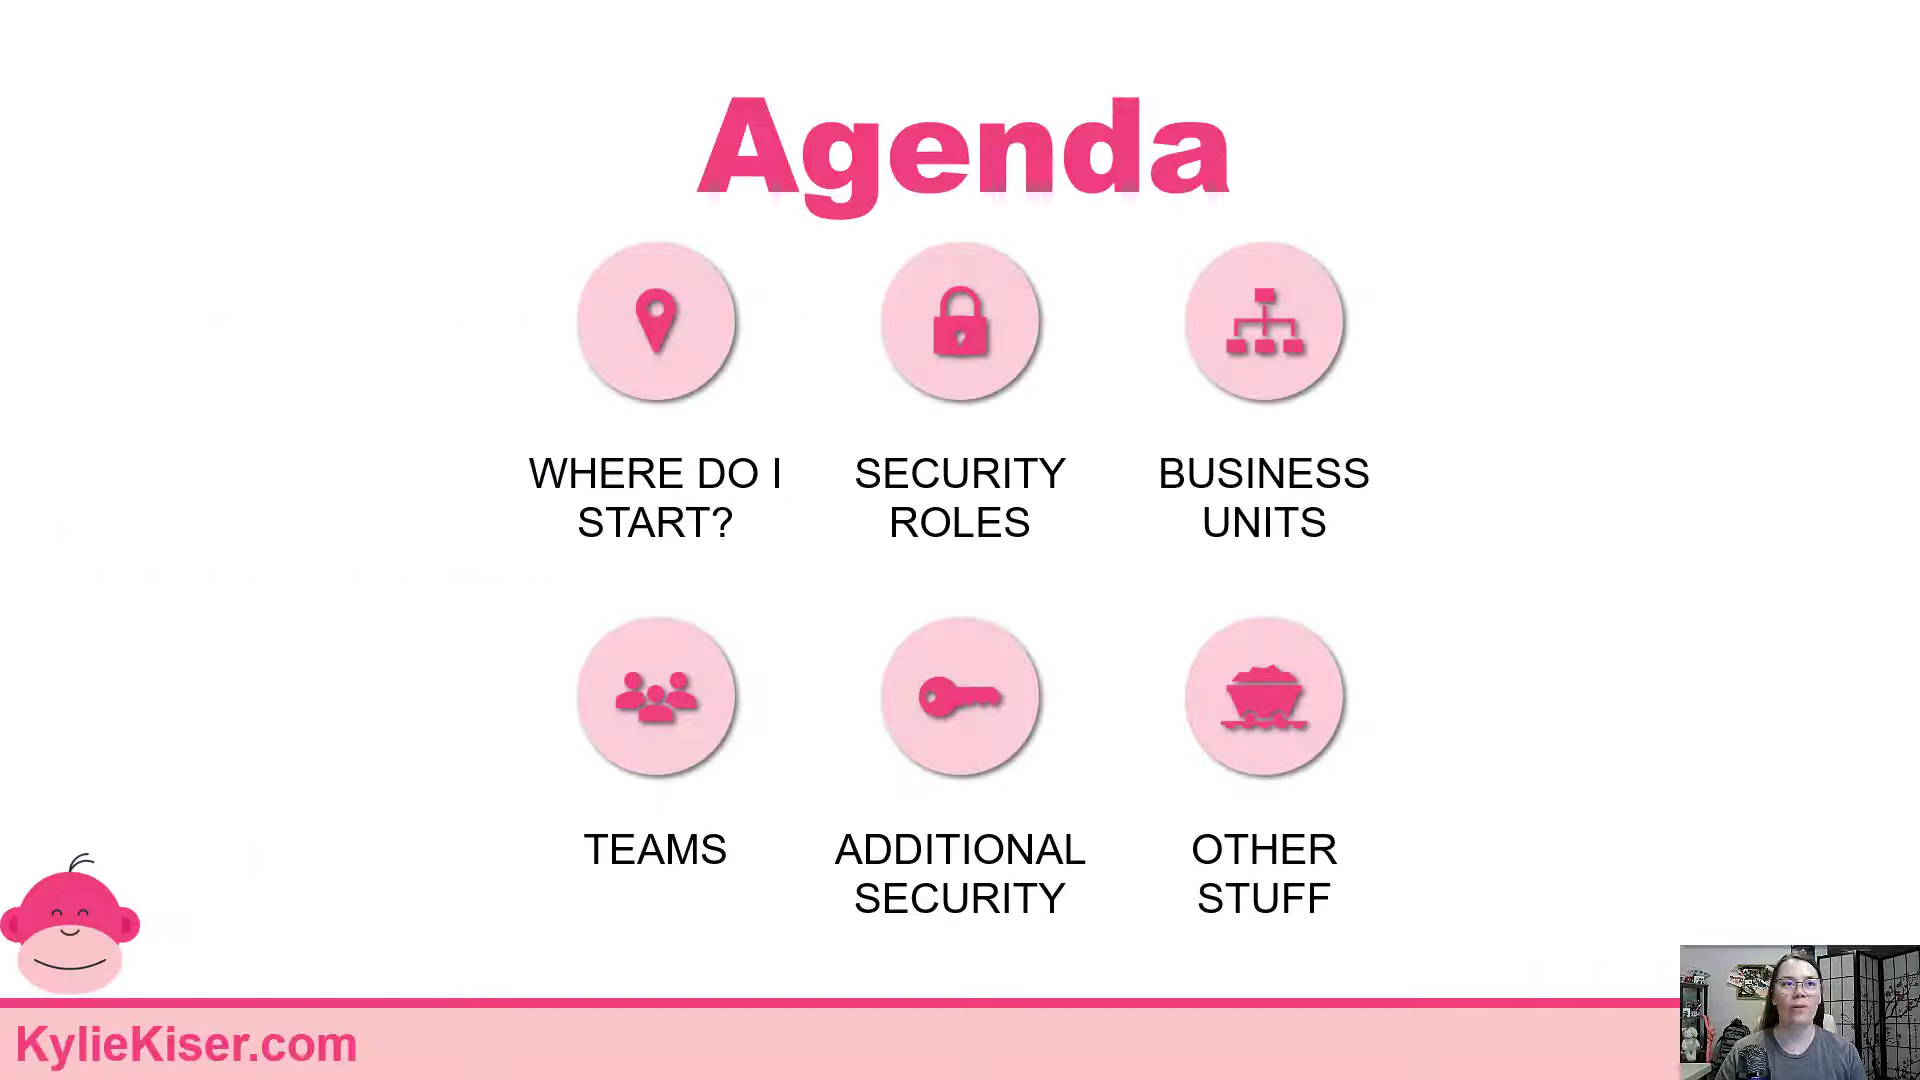 Agenda
WHERE DO I
START?
SECURITY
ROLES
BUSINESS
UNITS
TEAMS
ADDITIONAL
SECURITY
OTHER
STUFF
KylieKiser.com